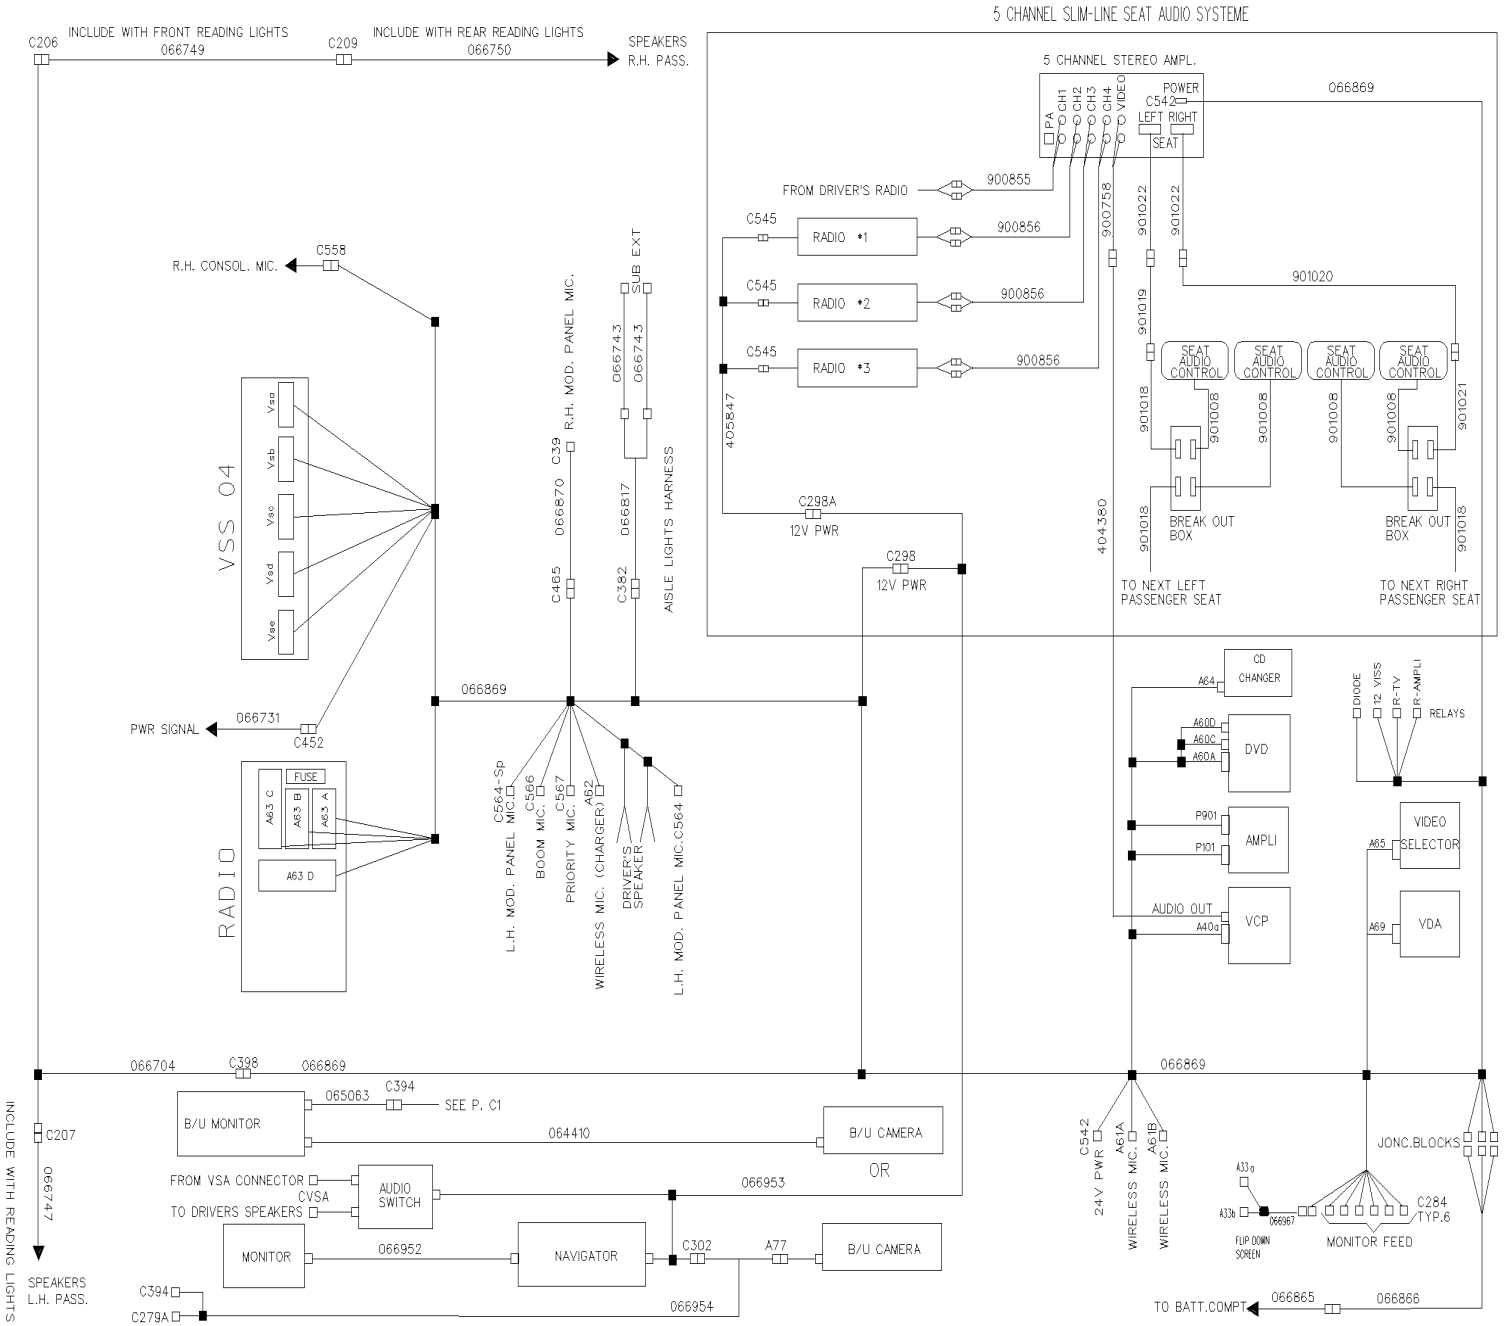 5 CHANNEL SLIM-LINE SEAT AUDIO SYSTEME
C206
INCLUDE WITH FRONT READING LIGHTS
066749
C209
INCLUDE WITH REAR READING LIGHTS
066750
SPEAKERS
R.H. PASS.
5 CHANNEL STEREO AMPL.
PA
CH1
CH2
CH3
CH4
VIDEO
POWER
C542
LEFT RIGHT
SEAT
066869
FROM DRIVER'S RADIO
900855
900758
901022
901022
C545
RADIO *1
900856
C545
RADIO *2
900856
C545
RADIO *3
900856
405847
901019
901020
SEAT
AUDIO
CONTROL
SEAT
AUDIO
CONTROL
SEAT
AUDIO
CONTROL
SEAT
AUDIO
CONTROL
901018
901008
901008
901008
901008
901021
BREAK OUT
BOX
BREAK OUT
BOX
901018
901018
TO NEXT LEFT
PASSENGER SEAT
TO NEXT RIGHT
PASSENGER SEAT
404380
C298A
12V PWR
C298
12V PWR
C558
R.H. CONSOL. MIC.
VSS 04
Vsa
Vsb
Vsc
Vsd
Vse
R.H. MOD. PANEL MIC.
C39
066870
C465
SUB EXT
066743
066743
066817
C382
AISLE LIGHTS HARNESS
066869
PWR SIGNAL
066731
C452
RADIO
FUSE
A63 C
A63 B
A63 A
A63 D
C564-Sp
L.H. MOD. PANEL MIC.
C566
BOOM MIC.
C567
PRIORITY MIC.
A62
WIRELESS MIC. (CHARGER)
DRIVER'S
SPEAKER
L.H. MOD. PANEL MIC.C564
A64
CD
CHANGER
A60D
A60C
A60A
DVD
P901
P101
AMPLI
AUDIO OUT
A40a
VCP
DIODE
12 VISS
R-TV
R-AMPLI
RELAYS
A65
VIDEO
SELECTOR
A69
VDA
066704
C398
066869
066869
C207
066747
INCLUDE WITH READING LIGHTS
SPEAKERS
L.H. PASS.
B/U MONITOR
065063
C394
SEE P. C1
064410
B/U CAMERA
OR
FROM VSA CONNECTOR
CVSA
TO DRIVERS SPEAKERS
AUDIO
SWITCH
066953
MONITOR
066952
NAVIGATOR
C302
A77
B/U CAMERA
C394
C279A
066954
C542
24V PWR
A61A
WIRELESS MIC.
A61B
WIRELESS MIC.
JONC.BLOCKS
A33a
A33b
066967
FLIP DOWN
SCREEN
C284
TYP.6
MONITOR FEED
TO BATT.COMPT
066865
066866